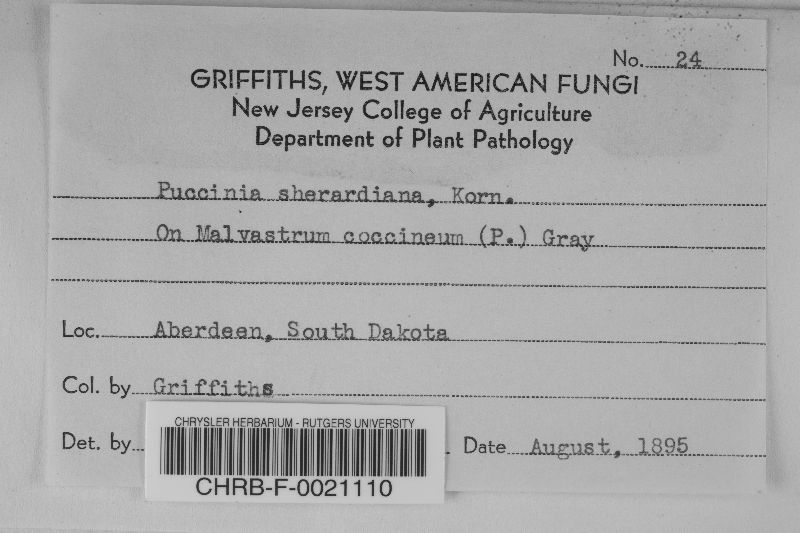 No. 24
GRIFFITHS, WEST AMERICAN FUNGI
New Jersey College of Agriculture
Department of Plant Pathology
Puccinia sherardiana, Korn.
On Malvastrum coccineum (P.) Gray
Loc. Aberdeen, South Dakota
Col. by Griffiths
Det. by Date August, 1895
CHRYSLER HERBARIUM - RUTGERS UNIVERSITY
CHRB-F-0021110